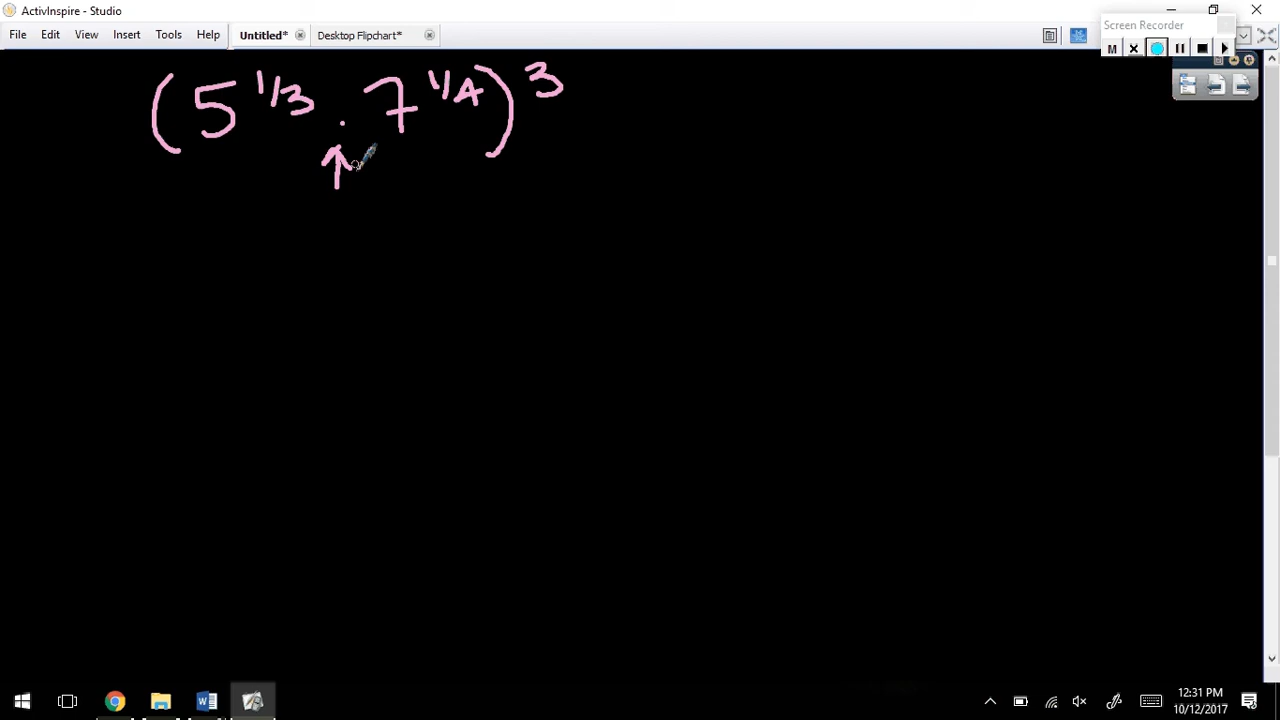 ActivInspire - Studio
File Edit View Insert Tools Help Untitled* Desktop Flipchart*
Screen Recorder
M
(5^1/3 . 7^1/4)^3
12:31 PM
10/12/2017